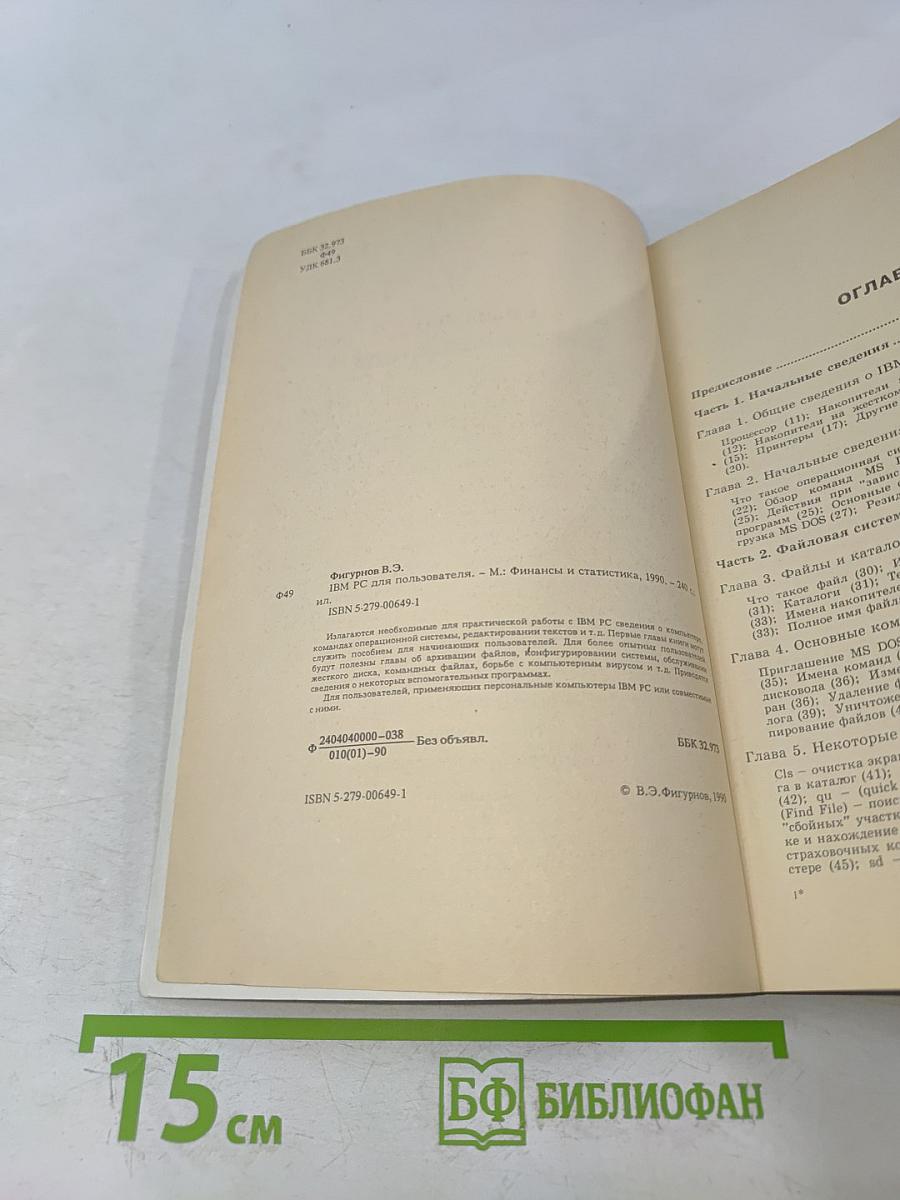 ББК 32.973
Ф49
УДК 681.3
Фигурнов В.Э.
Ф49
IBM PC для пользователя. – М.: Финансы и статистика, 1990. – 240 с.:
ил.
ISBN 5-279-00649-1
Излагаются необходимые для практической работы с IBM PC сведения о компьютере,
командах операционной системы, редактировании текстов и т.д. Первые главы книги могут
служить пособием для начинающих пользователей. Для более опытных пользователей
будут полезны главы об архивации файлов, конфигурировании системы, обслуживании
жесткого диска, командных файлах, борьбе с компьютерным вирусом и т.д. Приводятся
сведения о некоторых вспомогательных программах.
Для пользователей, применяющих персональные компьютеры IBM PC или совместимые
с ними.
Ф 2404040000–038 Без объявл.
010(01)–90
ББК 32.973
ISBN 5-279-00649-1
© В.Э.Фигурнов, 1990
ОГЛАВ
Предисловие
Часть 1. Начальные сведения
Глава 1. Общие сведения о IBM
Процессор (11); Накопители
(12); Накопители на жестком
(15); Принтеры (17); Другие
(20).
Глава 2. Начальные сведения
Что такое операционная сис
(22); Обзор команд MS
(25); Действия при "завис
программ (25); Основные
грузка MS DOS (27); Резид
Часть 2. Файловая систем
Глава 3. Файлы и катало
Что такое файл (30); И
(31); Каталоги (31); Те
(33); Имена накопителе
(33); Полное имя файл
Глава 4. Основные ком
Приглашение MS DOS
(35); Имена команд (
дисковода (36); Изме
ран (36); Удаление ф
лога (39); Уничтоже
пирование файлов (4
Глава 5. Некоторые
Cls – очистка экра
га в каталог (41);
(42); qu – (quick
(Find File) – поис
"сбойных" участк
ке и нахождение
страховочных ко
стере (45); sd –
1*
15 см
БФ БИБЛИОФАН